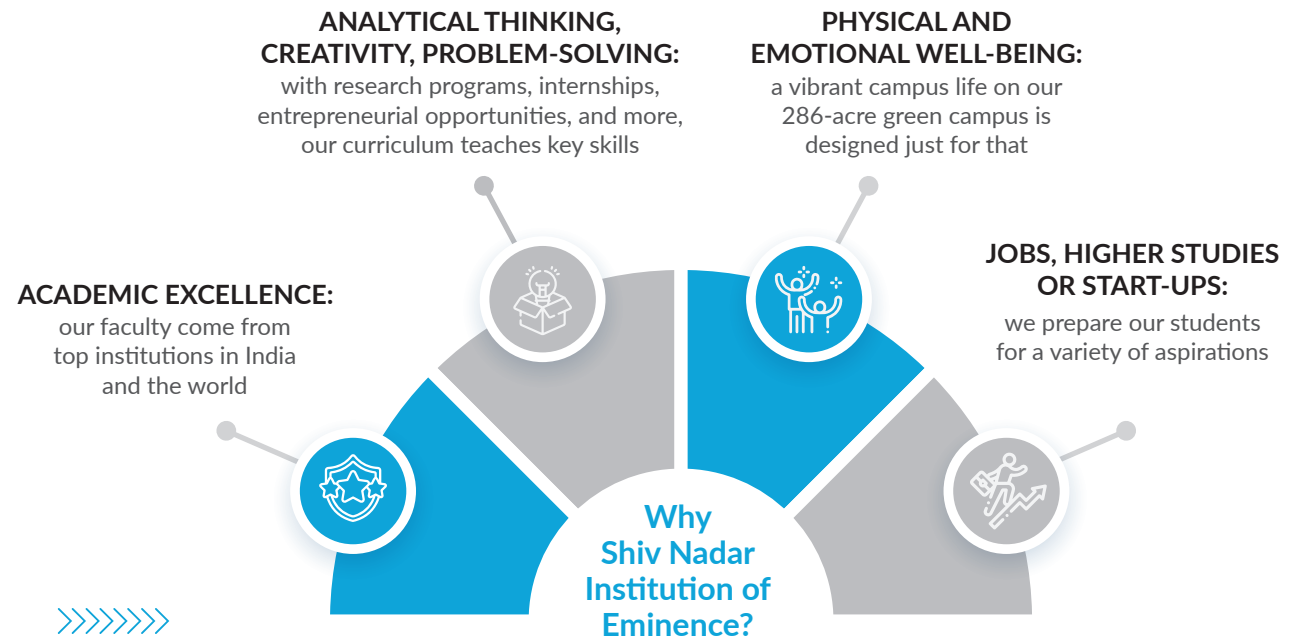 ANALYTICAL THINKING,
CREATIVITY, PROBLEM-SOLVING:
with research programs, internships,
entrepreneurial opportunities, and more,
our curriculum teaches key skills
PHYSICAL AND
EMOTIONAL WELL-BEING:
a vibrant campus life on our
286-acre green campus is
designed just for that
ACADEMIC EXCELLENCE:
our faculty come from
top institutions in India
and the world
JOBS, HIGHER STUDIES
OR START-UPS:
we prepare our students
for a variety of aspirations
Why
Shiv Nadar
Institution of
Eminence?